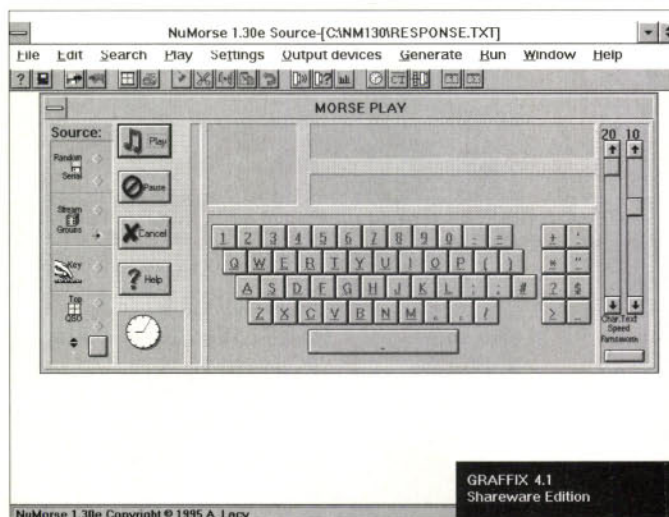 NuMorse 1.30e Source-[C:\NM130\RESPONSE.TXT]
File Edit Search Play Settings Output devices Generate Run Window Help
MORSE PLAY
Source:
Random
Serial
Stream
Groups
Key
Top
QSO
Play
Pause
Cancel
? Help
20 10
1 2 3 4 5 6 7 8 9 0 - =
Q W E R T Y U I O P ( )
A S D F G H J K L ; : #
Z X C V B N M , . /
+ '
* "
? $
Char. Text
Speed
Farnsworth
GRAFFIX 4.1
Shareware Edition
NuMorse 1.30e Copyright © 1995 A. Lacy